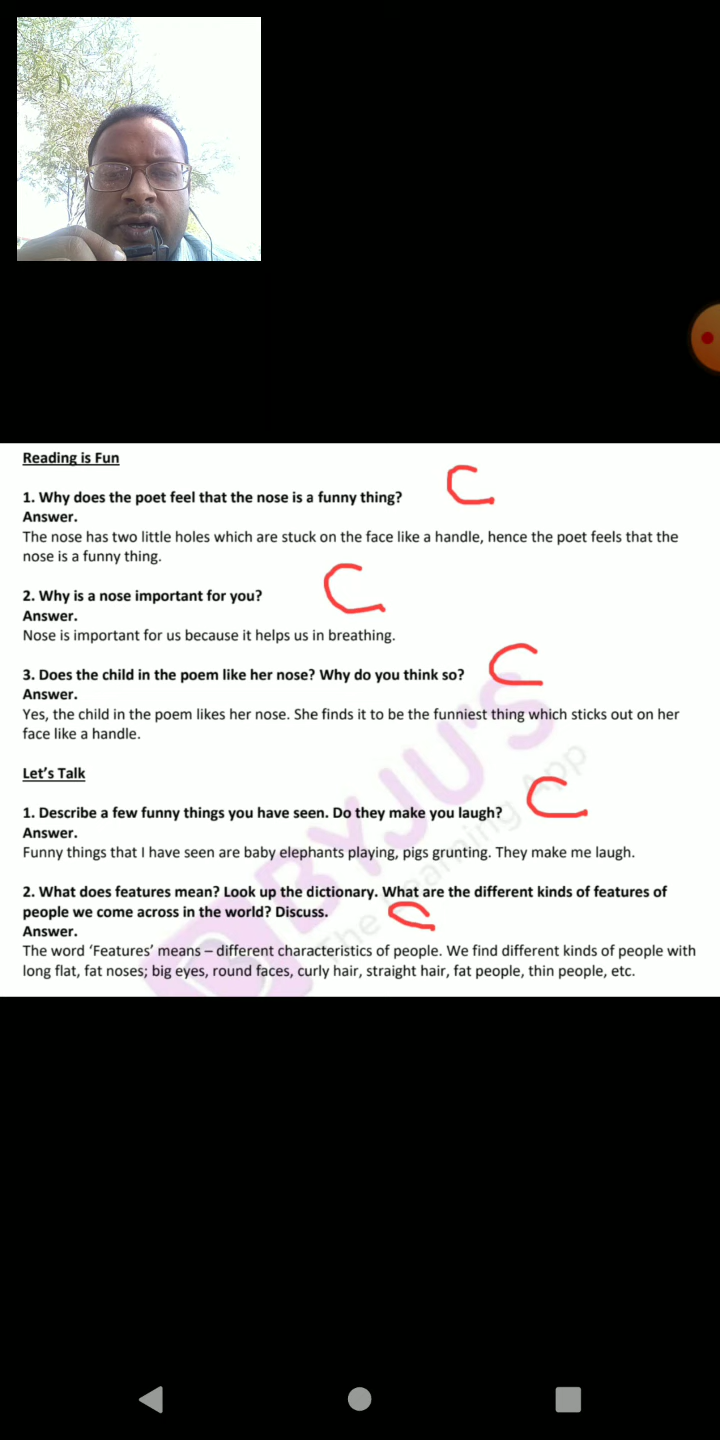 Reading is Fun
1. Why does the poet feel that the nose is a funny thing?
Answer.
The nose has two little holes which are stuck on the face like a handle, hence the poet feels that the
nose is a funny thing.
2. Why is a nose important for you?
Answer.
Nose is important for us because it helps us in breathing.
3. Does the child in the poem like her nose? Why do you think so?
Answer.
Yes, the child in the poem likes her nose. She finds it to be the funniest thing which sticks out on her
face like a handle.
Let's Talk
1. Describe a few funny things you have seen. Do they make you laugh?
Answer.
Funny things that I have seen are baby elephants playing, pigs grunting. They make me laugh.
2. What does features mean? Look up the dictionary. What are the different kinds of features of
people we come across in the world? Discuss.
Answer.
The word ‘Features’ means – different characteristics of people. We find different kinds of people with
long flat, fat noses; big eyes, round faces, curly hair, straight hair, fat people, thin people, etc.
BYJU'S
The Learning App